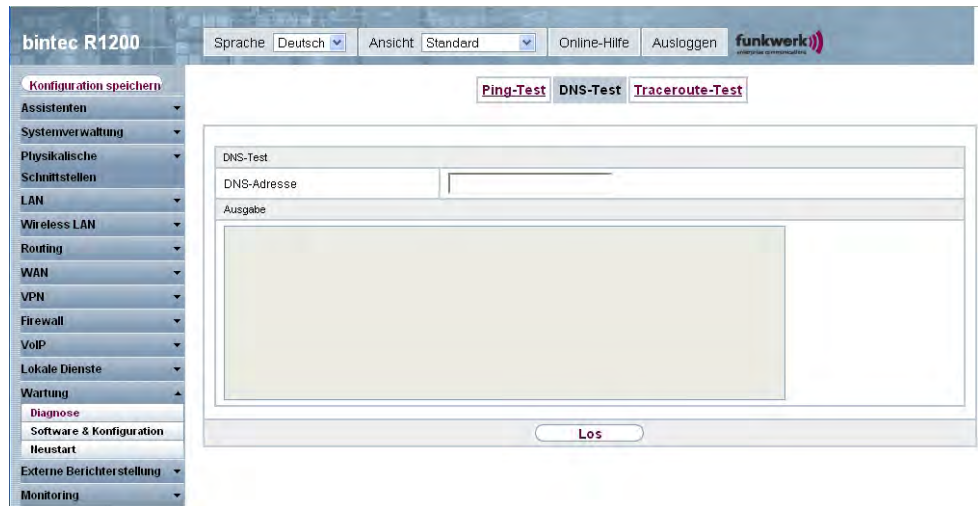 bintec R1200
Sprache Deutsch Ansicht Standard Online-Hilfe Ausloggen funkwerk
Konfiguration speichern
Assistenten
Systemverwaltung
Physikalische
Schnittstellen
LAN
Wireless LAN
Routing
WAN
VPN
Firewall
VoIP
Lokale Dienste
Wartung
Diagnose
Software & Konfiguration
Neustart
Externe Berichterstellung
Monitoring
Ping-Test DNS-Test Traceroute-Test
DNS-Test
DNS-Adresse
Ausgabe
Los